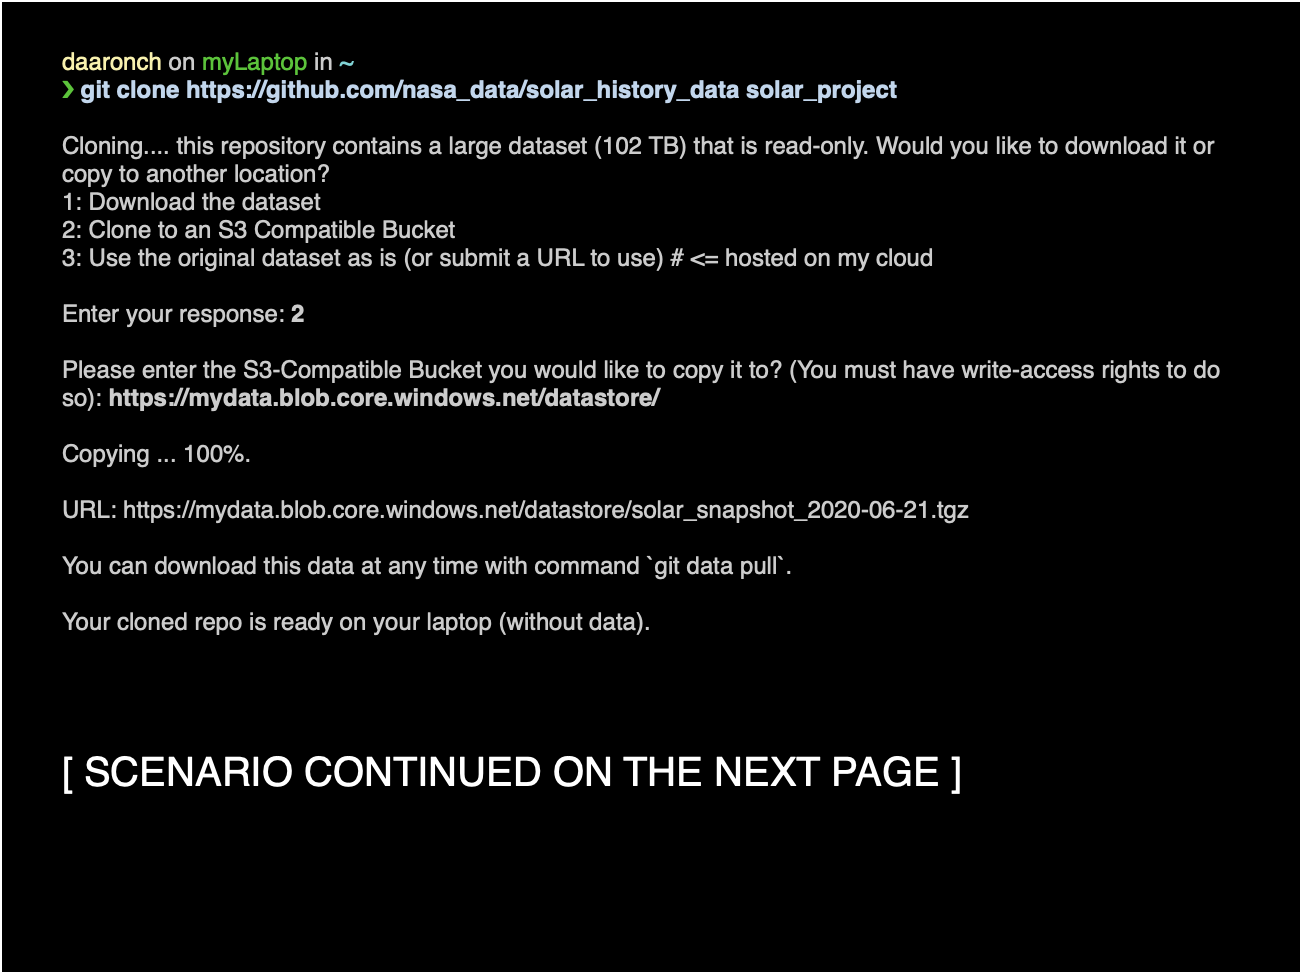 daaronch on myLaptop in ~
❯ git clone https://github.com/nasa_data/solar_history_data solar_project
Cloning.... this repository contains a large dataset (102 TB) that is read-only. Would you like to download it or
copy to another location?
1: Download the dataset
2: Clone to an S3 Compatible Bucket
3: Use the original dataset as is (or submit a URL to use) # <= hosted on my cloud
Enter your response: 2
Please enter the S3-Compatible Bucket you would like to copy it to? (You must have write-access rights to do
so): https://mydata.blob.core.windows.net/datastore/
Copying ... 100%.
URL: https://mydata.blob.core.windows.net/datastore/solar_snapshot_2020-06-21.tgz
You can download this data at any time with command `git data pull`.
Your cloned repo is ready on your laptop (without data).
[ SCENARIO CONTINUED ON THE NEXT PAGE ]